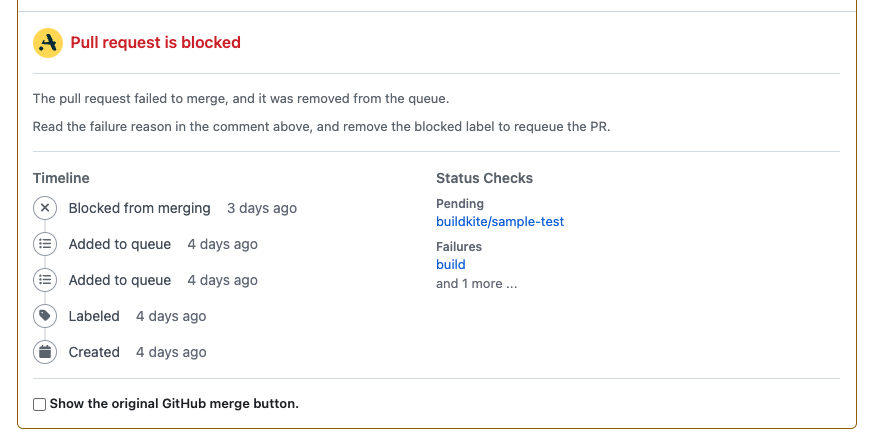 Pull request is blocked
The pull request failed to merge, and it was removed from the queue.
Read the failure reason in the comment above, and remove the blocked label to requeue the PR.
Timeline
Blocked from merging 3 days ago
Added to queue 4 days ago
Added to queue 4 days ago
Labeled 4 days ago
Created 4 days ago
Status Checks
Pending
buildkite/sample-test
Failures
build
and 1 more ...
Show the original GitHub merge button.